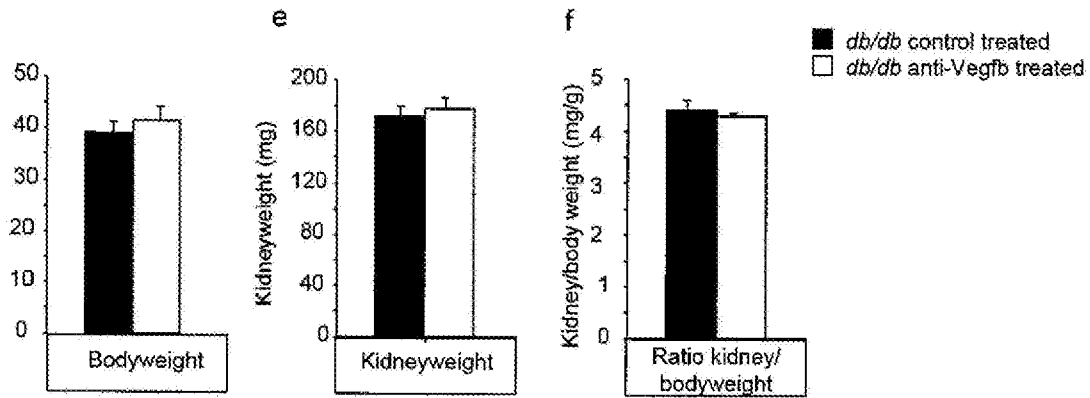 e
f
db/db control treated
db/db anti-Vegfb treated
50
40
30
20
10
0
Bodyweight
Kidneyweight (mg)
200
160
120
80
40
0
Kidneyweight
Kidney/body weight (mg/g)
5
4
3
2
1
0
Ratio kidney/
bodyweight